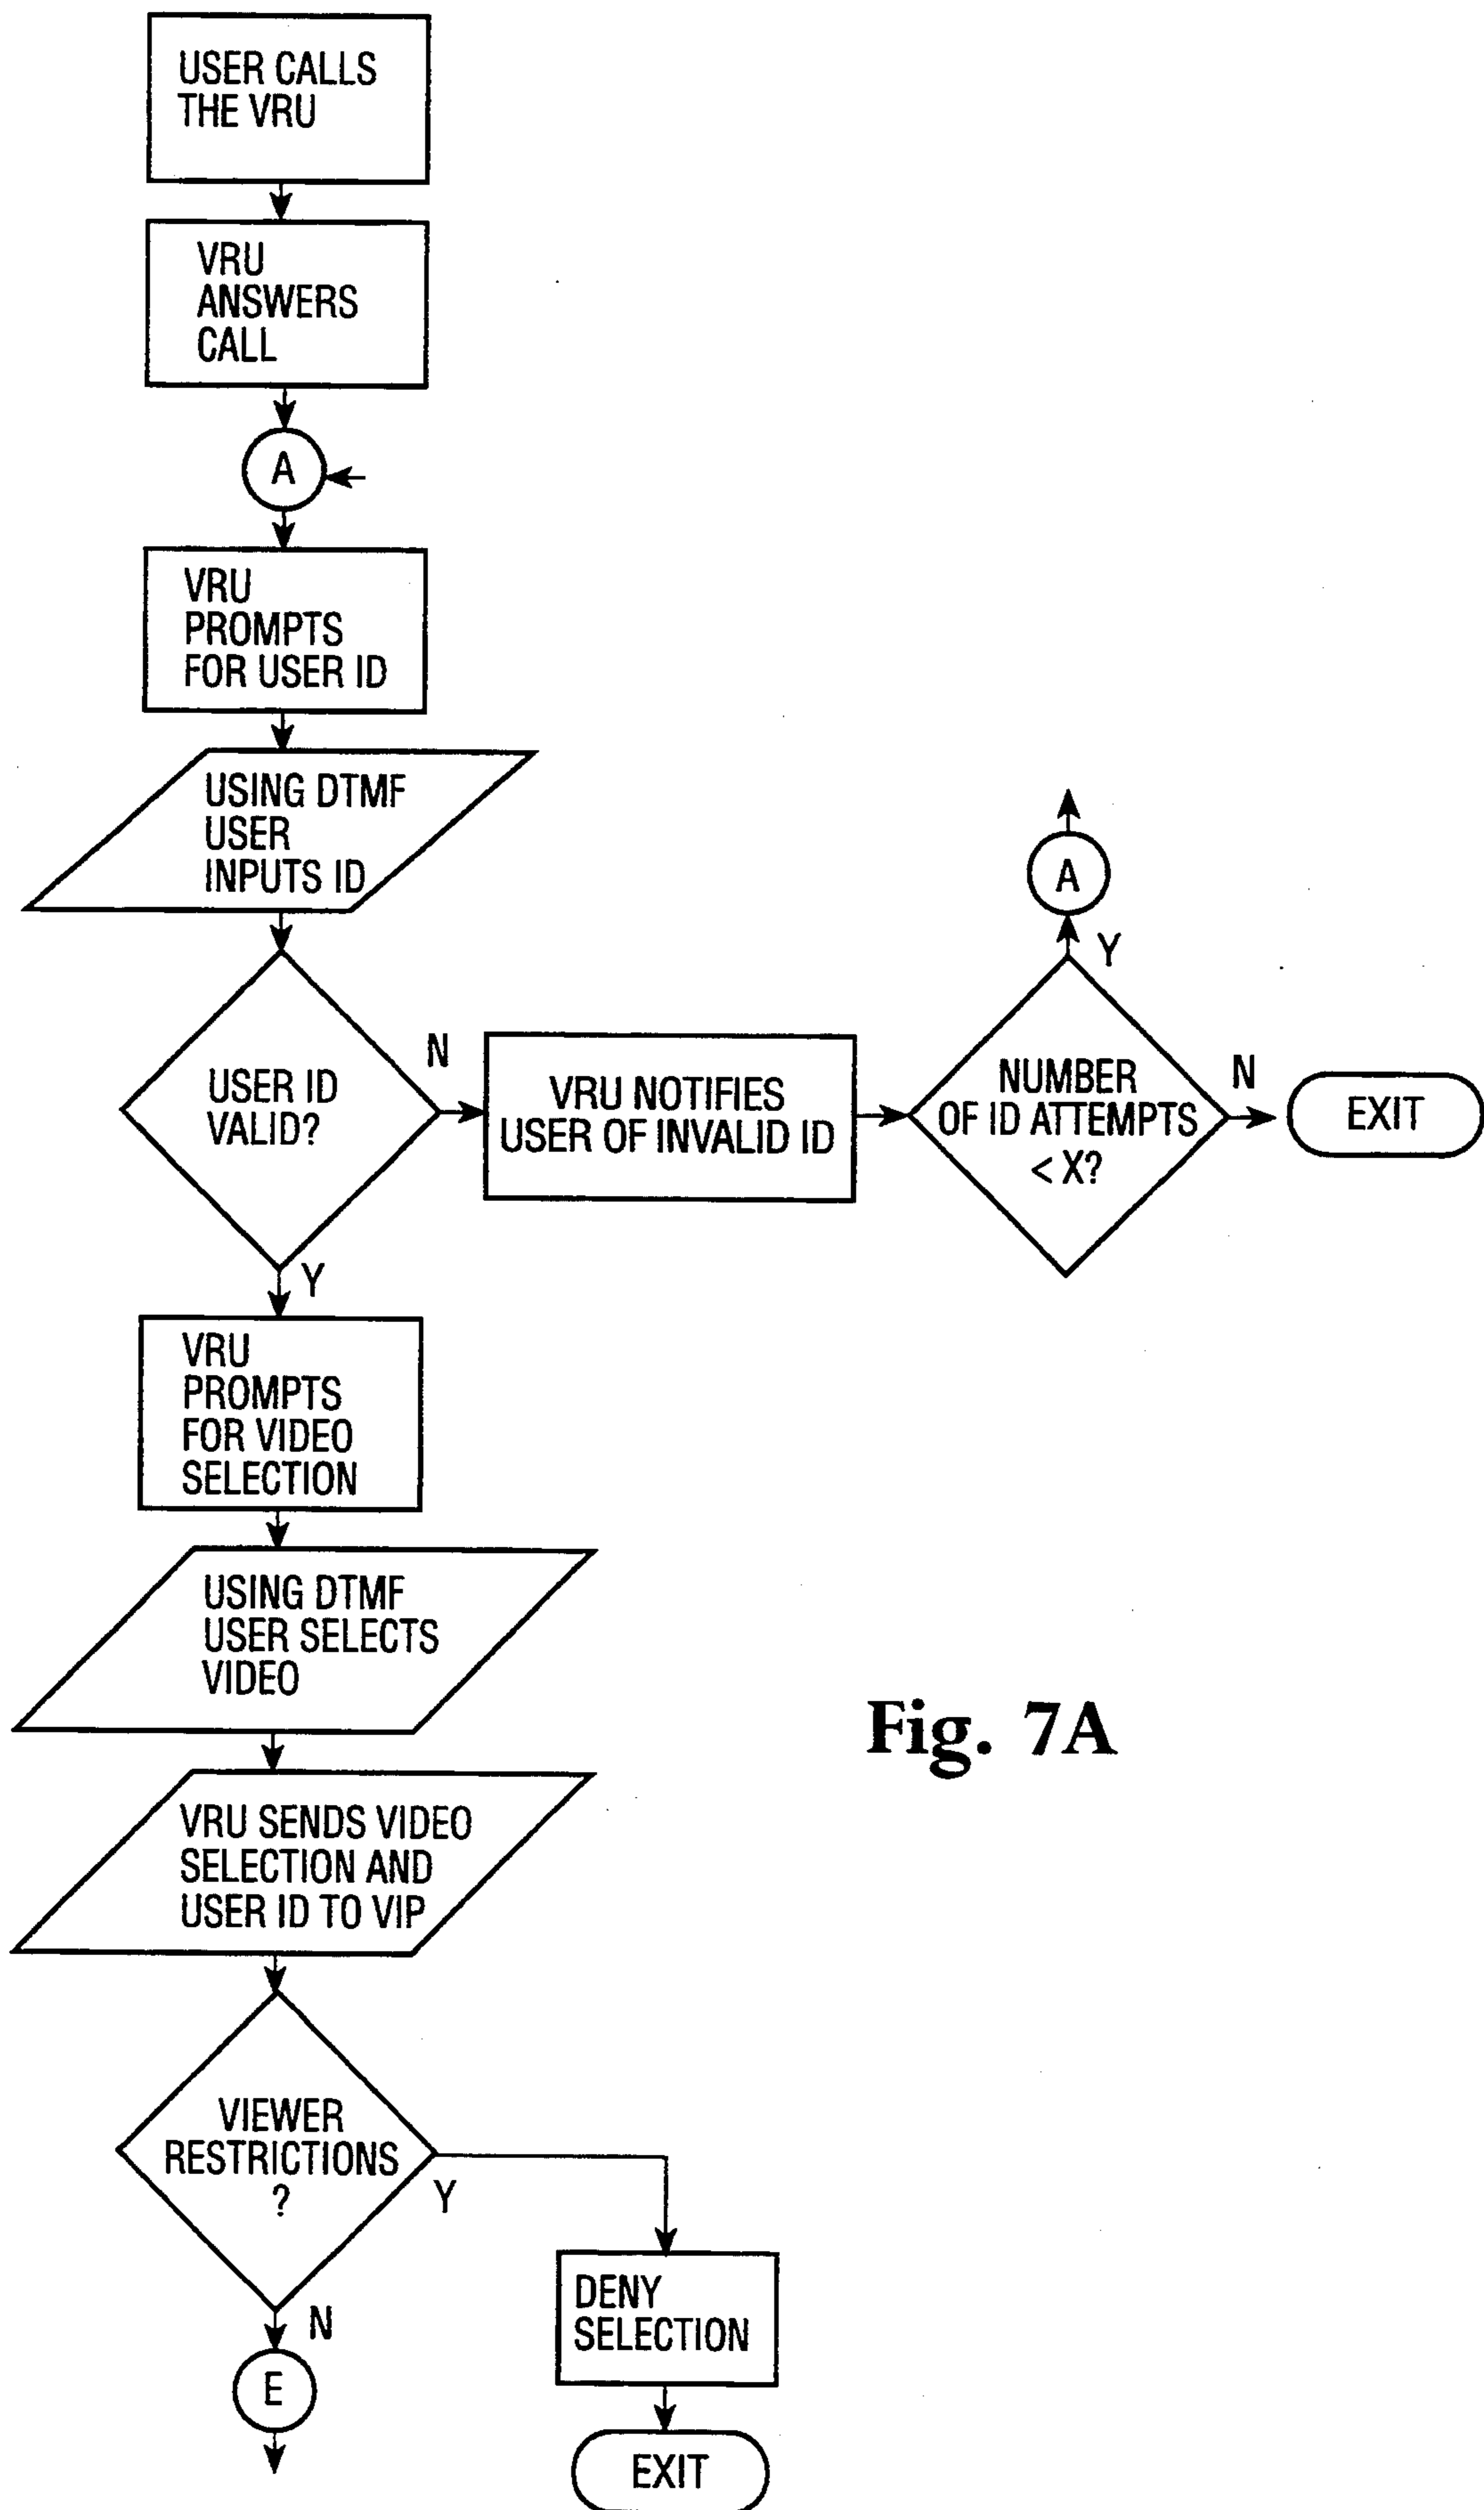 USER CALLS
THE VRU
VRU
ANSWERS
CALL
A
VRU
PROMPTS
FOR USER ID
USING DTMF
USER
INPUTS ID
A
Y
USER ID
VALID?
N
VRU NOTIFIES
USER OF INVALID ID
NUMBER
OF ID ATTEMPTS
< X?
N
EXIT
Y
VRU
PROMPTS
FOR VIDEO
SELECTION
USING DTMF
USER SELECTS
VIDEO
Fig. 7A
VRU SENDS VIDEO
SELECTION AND
USER ID TO VIP
VIEWER
RESTRICTIONS
?
Y
N
DENY
SELECTION
E
EXIT